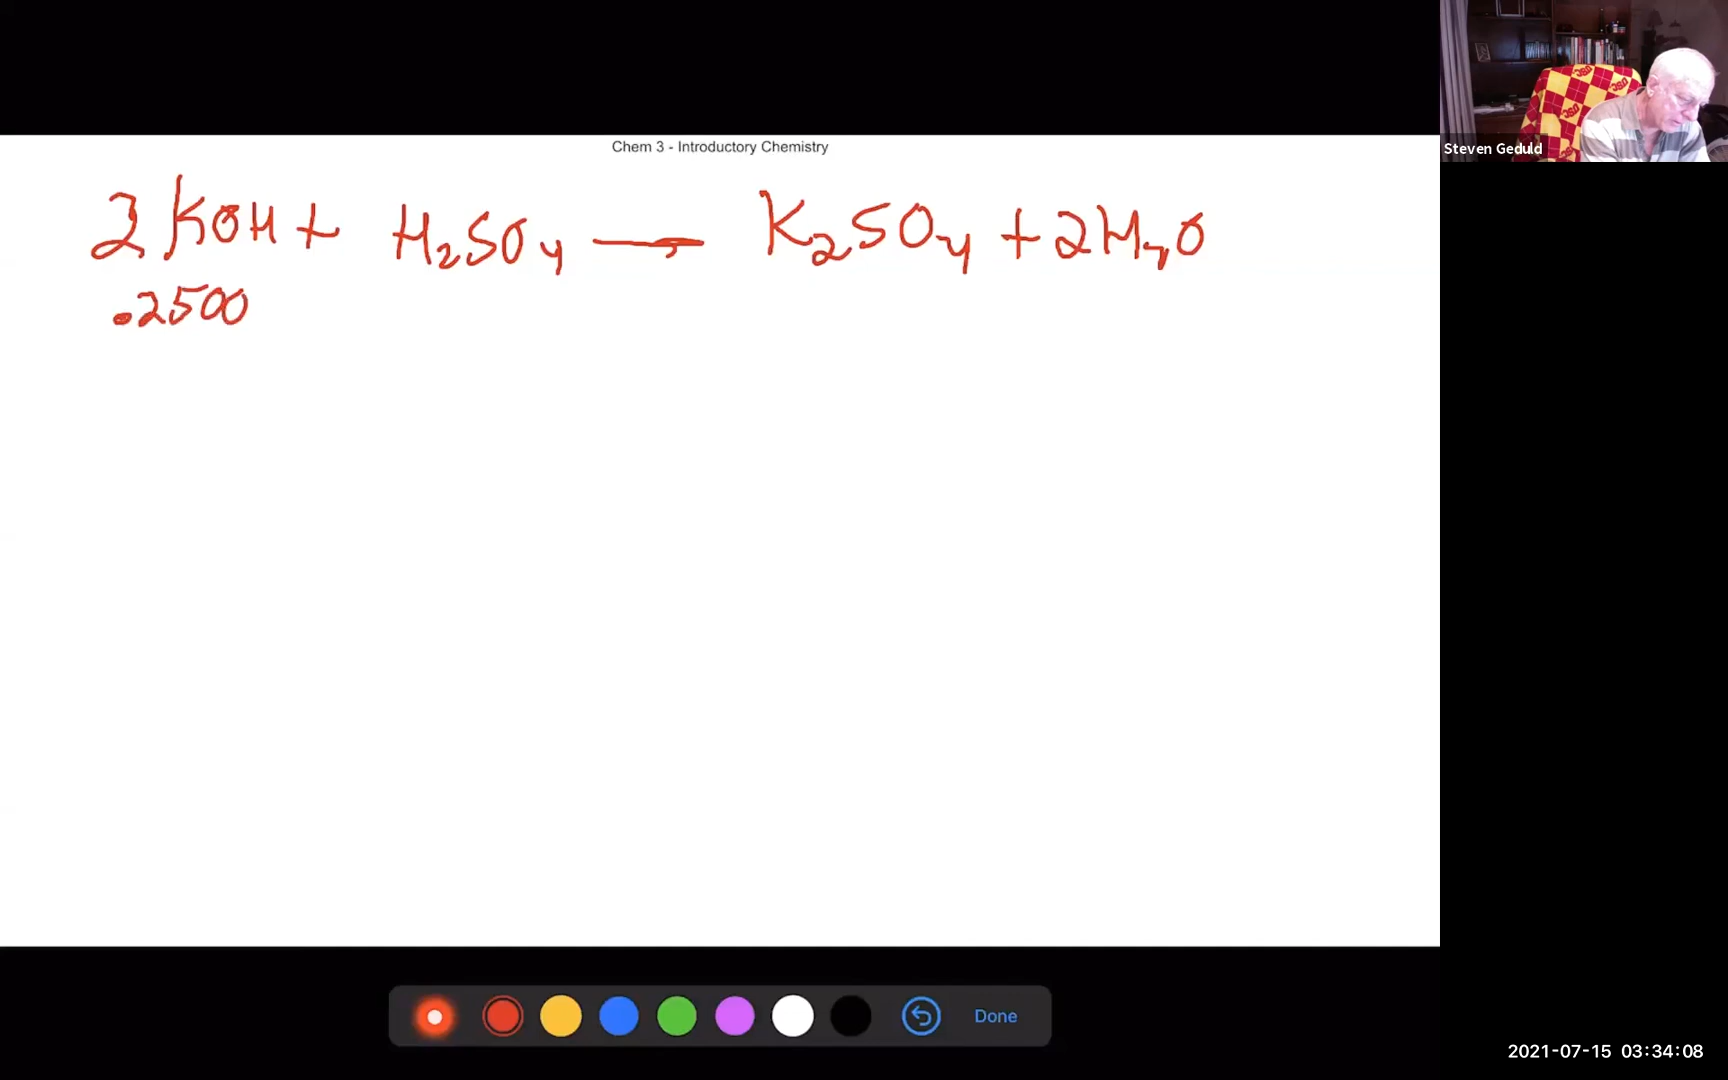 Chem 3 - Introductory Chemistry
Steven Geduld
2 KOH + H₂SO₄ → K₂SO₄ + 2H₂O
.2500
Done
2021-07-15 03:34:08